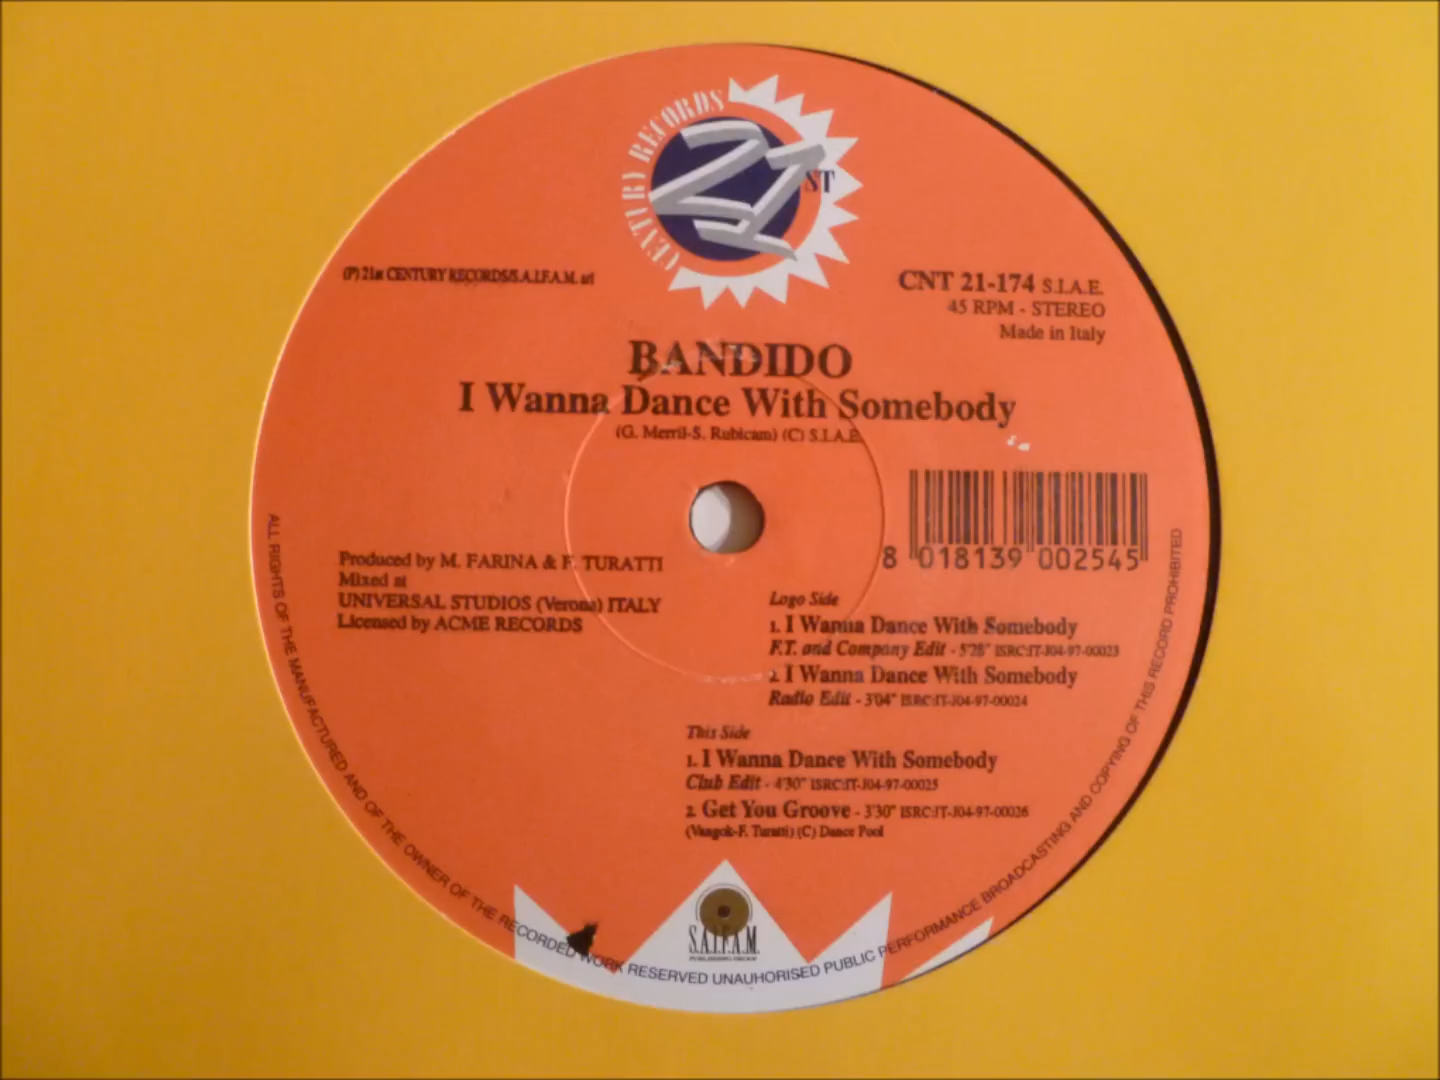 CENTURY RECORDS
21ST
(P) 21st CENTURY RECORDS/S.A.I.F.A.M. srl
CNT 21-174 S.I.A.E.
45 RPM - STEREO
Made in Italy
BANDIDO
I Wanna Dance With Somebody
(G. Merril-S. Rubicam) (C) S.I.A.E.
8 018139 002545
Produced by M. FARINA & F. TURATTI
Mixed at
UNIVERSAL STUDIOS (Verona) ITALY
Licensed by ACME RECORDS
Logo Side
1. I Wanna Dance With Somebody
F.T. and Company Edit - 5'28" ISRC:IT-J04-97-00023
2. I Wanna Dance With Somebody
Radio Edit - 3'04" ISRC:IT-J04-97-00024
This Side
1. I Wanna Dance With Somebody
Club Edit - 4'30" ISRC:IT-J04-97-00025
2. Get You Groove - 3'30" ISRC:IT-J04-97-00026
(Vangok-F. Turatti) (C) Dance Pool
S.A.I.F.A.M.
PUBLISHING GROUP
ALL RIGHTS OF THE MANUFACTURED AND OF THE OWNER OF THE RECORDED WORK RESERVED UNAUHORISED PUBLIC PERFORMANCE BROADCASTING AND COPYING OF THIS RECORD PROHIBITED